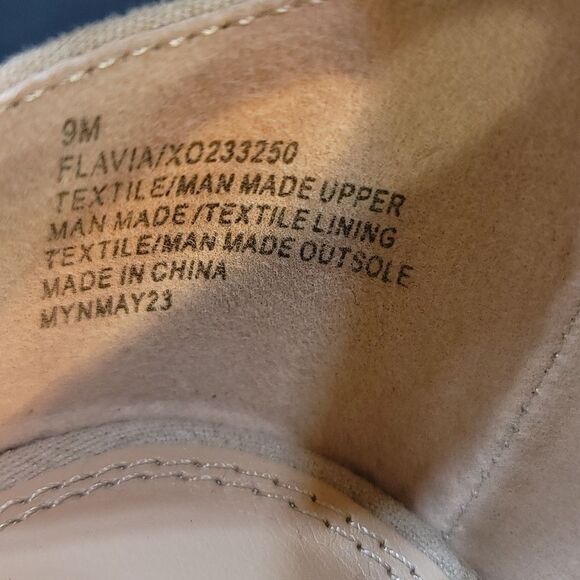 9M
FLAVIA/XO233250
TEXTILE/MAN MADE UPPER
MAN MADE/TEXTILE LINING
TEXTILE/MAN MADE OUTSOLE
MADE IN CHINA
MYNMAY23